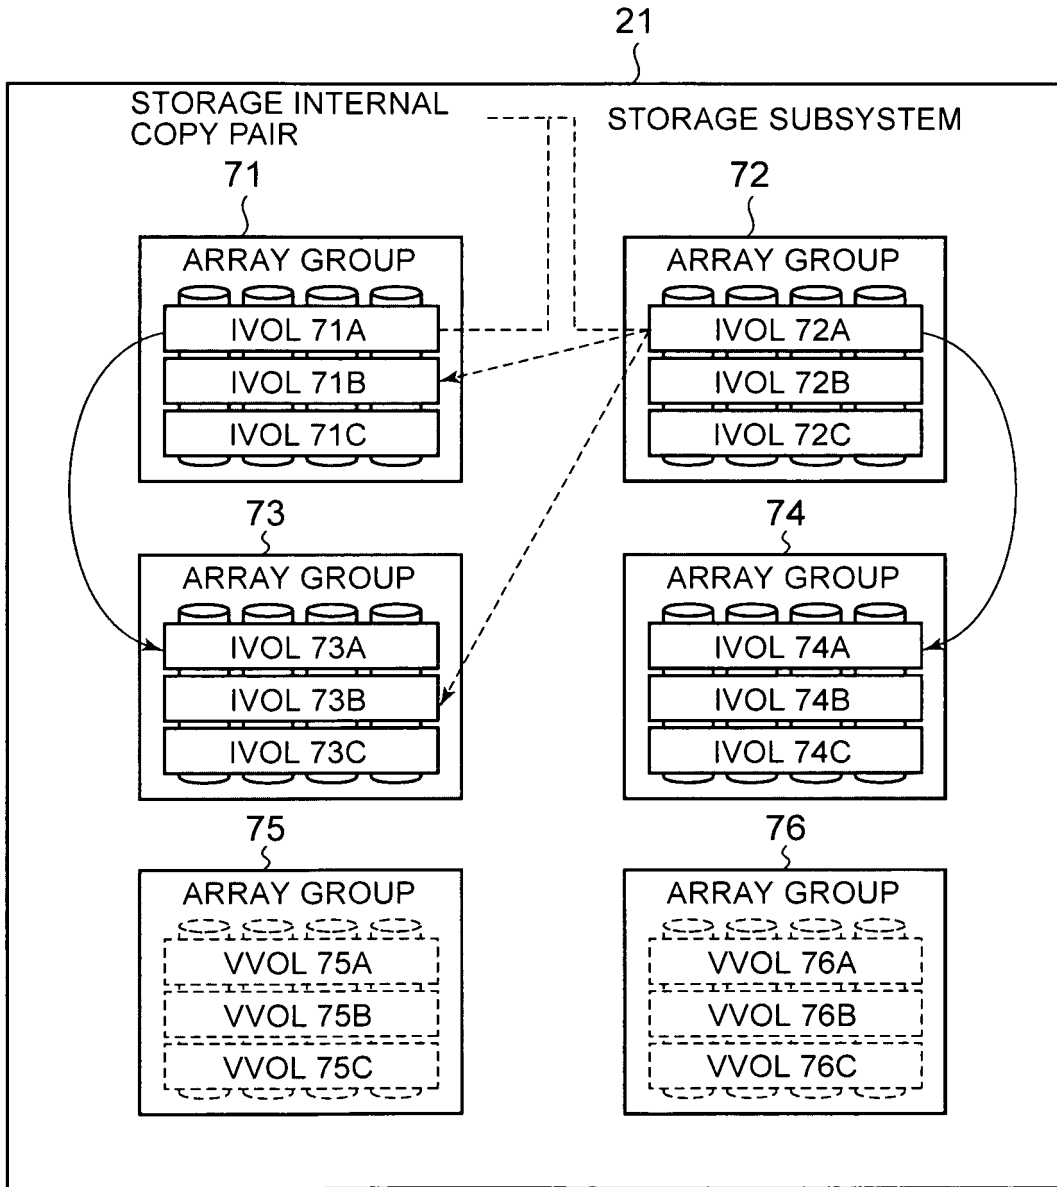 21
STORAGE INTERNAL
COPY PAIR
STORAGE SUBSYSTEM
71
72
ARRAY GROUP
IVOL 71A
IVOL 71B
IVOL 71C
ARRAY GROUP
IVOL 72A
IVOL 72B
IVOL 72C
73
74
ARRAY GROUP
IVOL 73A
IVOL 73B
IVOL 73C
ARRAY GROUP
IVOL 74A
IVOL 74B
IVOL 74C
75
76
ARRAY GROUP
VVOL 75A
VVOL 75B
VVOL 75C
ARRAY GROUP
VVOL 76A
VVOL 76B
VVOL 76C